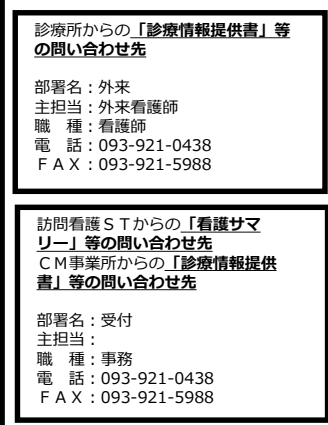 診療所からの「診療情報提供書」等
の問い合わせ先
部署名：外来
主担当：外来看護師
職　種：看護師
電　話：093-921-0438
ＦＡＸ：093-921-5988
訪問看護ＳＴからの「看護サマ
リー」等の問い合わせ先
ＣＭ事業所からの「診療情報提供
書」等の問い合わせ先
部署名：受付
主担当：
職　種：事務
電　話：093-921-0438
ＦＡＸ：093-921-5988